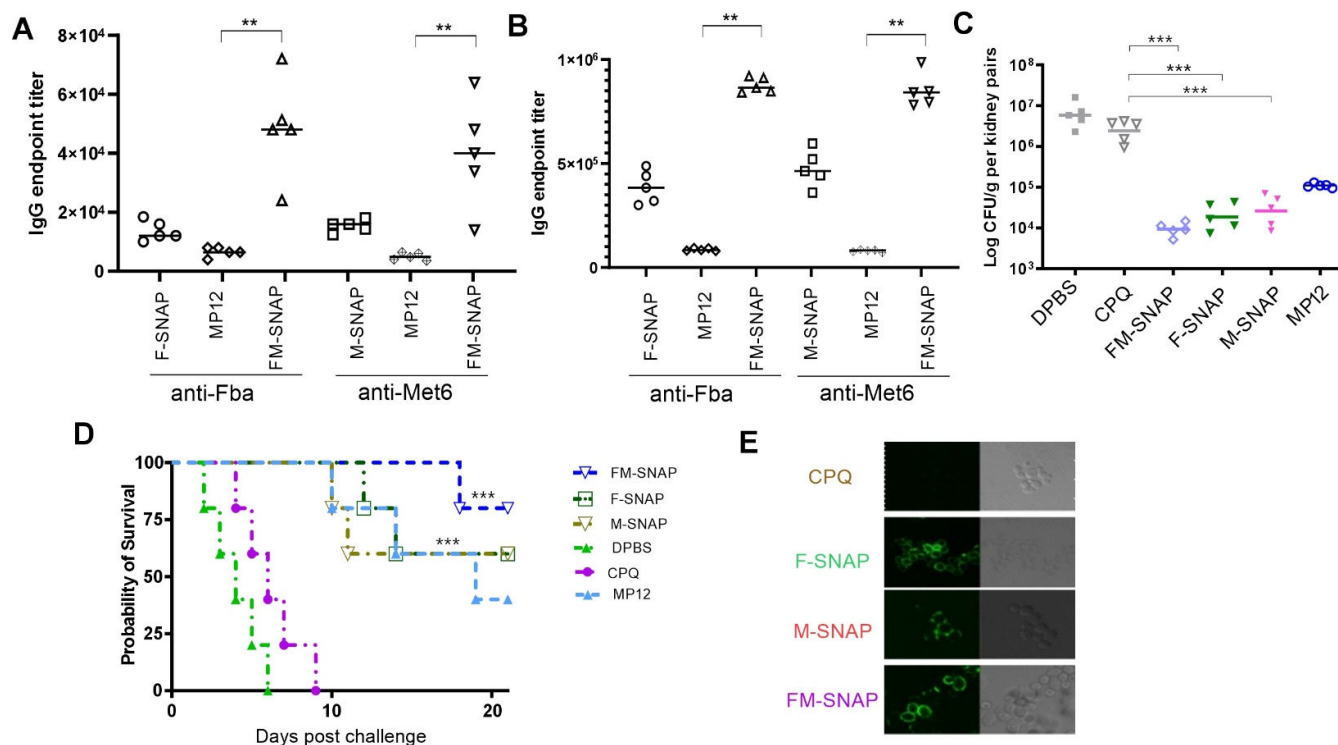 A
**
**
8×10⁴
6×10⁴
4×10⁴
2×10⁴
0
IgG endpoint titer
F-SNAP
MP12
FM-SNAP
M-SNAP
MP12
FM-SNAP
anti-Fba
anti-Met6
B
**
**
1×10⁶
5×10⁵
0
IgG endpoint titer
F-SNAP
MP12
FM-SNAP
M-SNAP
MP12
FM-SNAP
anti-Fba
anti-Met6
C
***
***
***
10⁸
10⁷
10⁶
10⁵
10⁴
10³
Log CFU/g per kidney pairs
DPBS
CPQ
FM-SNAP
F-SNAP
M-SNAP
MP12
D
100
75
50
25
0
Probability of Survival
***
***
0
10
20
Days post challenge
FM-SNAP
F-SNAP
M-SNAP
DPBS
CPQ
MP12
E
CPQ
F-SNAP
M-SNAP
FM-SNAP